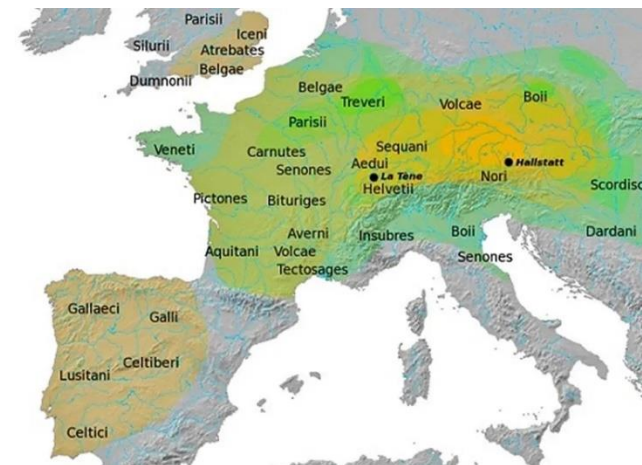 Parisii
Iceni
Silurii
Atrebates
Belgae
Dumnonii
Belgae
Treveri
Volcae
Boii
Parisii
Veneti
Carnutes
Sequani
Senones
Aedui
Hallstatt
La Tène
Nori
Helvetii
Scordisc
Pictones
Bituriges
Averni
Insubres
Boii
Dardani
Aquitani
Volcae
Tectosages
Senones
Gallaeci
Galli
Celtiberi
Lusitani
Celtici